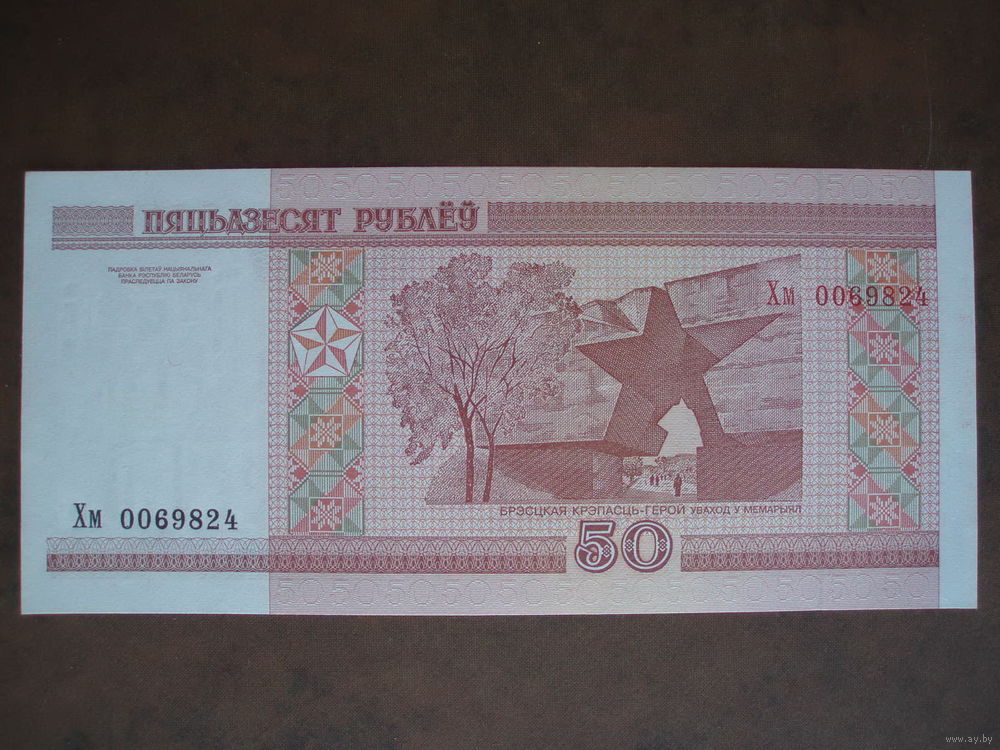 ПЯЦЬДЗЕСЯТ РУБЛЁЎ
ПАДРОБКА БІЛЕТАЎ НАЦЫЯНАЛЬНАГА
БАНКА РЭСПУБЛІКІ БЕЛАРУСЬ
ПРАСЛЕДУЕЦЦА ПА ЗАКОНУ
Хм 0069824
Хм 0069824
БРЭСЦКАЯ КРЭПАСЦЬ-ГЕРОЙ УВАХОД У МЕМАРЫЯЛ
50
www.ay.by